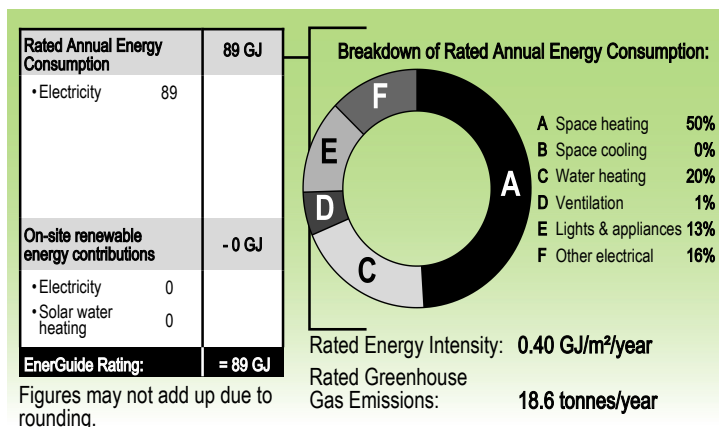 Rated Annual Energy Consumption 89 GJ
• Electricity 89
On-site renewable energy contributions - 0 GJ
• Electricity 0
• Solar water heating 0
EnerGuide Rating: = 89 GJ
Figures may not add up due to
rounding.
Breakdown of Rated Annual Energy Consumption:
F
E
D
C
A
A Space heating 50%
B Space cooling 0%
C Water heating 20%
D Ventilation 1%
E Lights & appliances 13%
F Other electrical 16%
Rated Energy Intensity: 0.40 GJ/m²/year
Rated Greenhouse
Gas Emissions: 18.6 tonnes/year